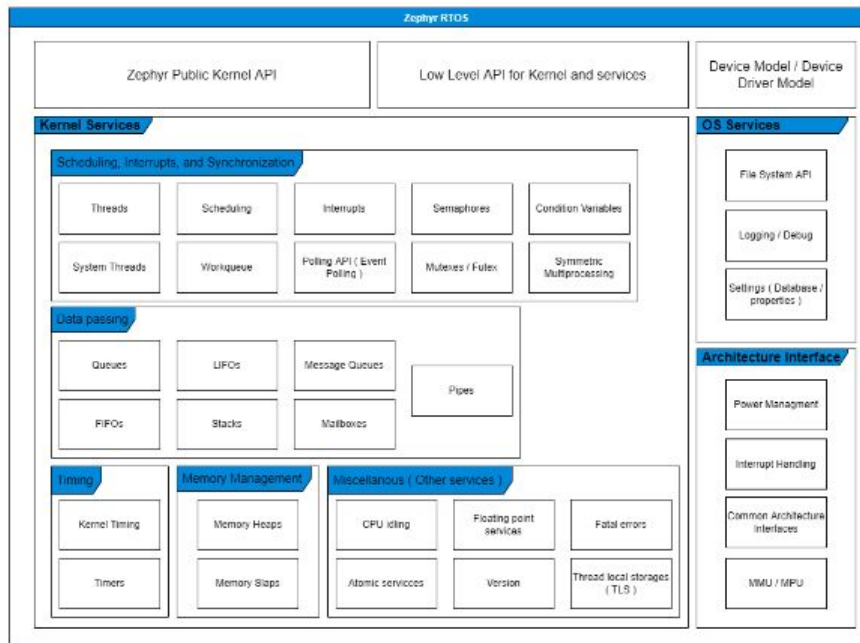 Zephyr RTOS
Zephyr Public Kernel API
Low Level API for Kernel and services
Device Model / Device
Driver Model
Kernel Services
Scheduling, Interrupts, and Synchronization
Threads
Scheduling
Interrupts
Semaphores
Condition Variables
System Threads
Workqueue
Polling API ( Event
Polling )
Mutexes / Futex
Symmetric
Multiprocessing
Data passing
Queues
LIFOs
Message Queues
Pipes
FIFOs
Stacks
Mailboxes
Timing
Kernel Timing
Timers
Memory Management
Memory Heaps
Memory Slaps
Miscellanous ( Other services )
CPU idling
Floating point
services
Fatal errors
Atomic servicces
Version
Thread local storages
( TLS )
OS Services
File System API
Logging / Debug
Settings ( Database /
properties )
Architecture Interface
Power Managment
Interrupt Handling
Common Architecture
Interfaces
MMU / MPU